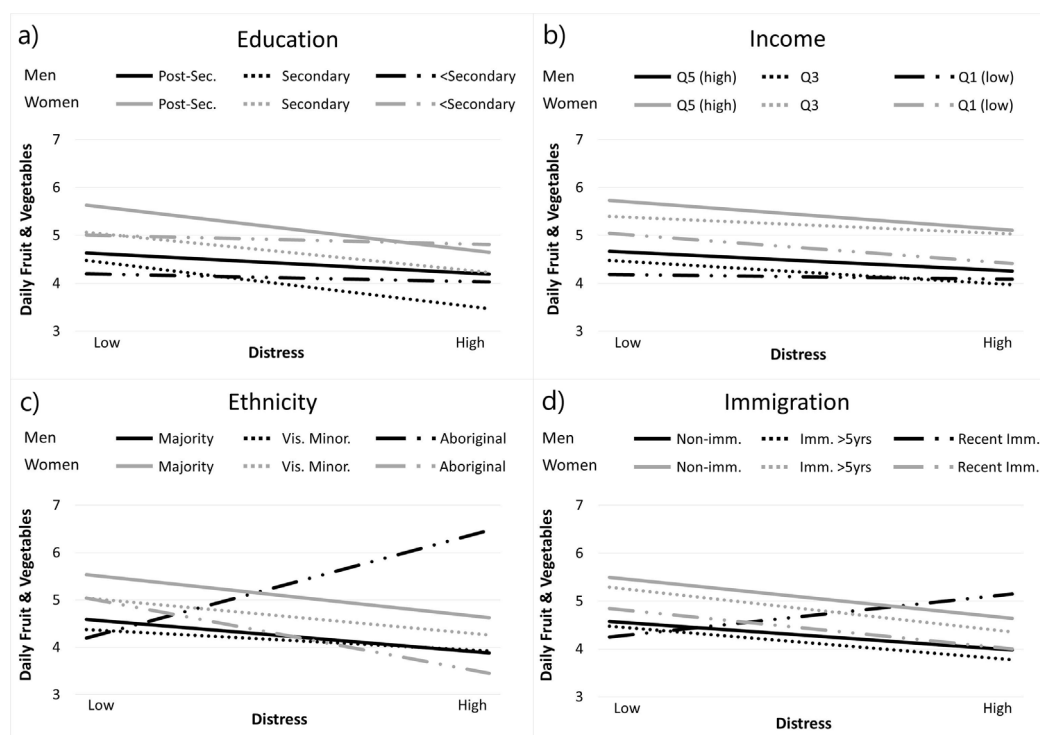 a)
Education
Men Post-Sec. Secondary <Secondary
Women Post-Sec. Secondary <Secondary
Daily Fruit & Vegetables
7
6
5
4
3
Low High
Distress
b)
Income
Men Q5 (high) Q3 Q1 (low)
Women Q5 (high) Q3 Q1 (low)
Daily Fruit & Vegetables
7
6
5
4
3
Low High
Distress
c)
Ethnicity
Men Majority Vis. Minor. Aboriginal
Women Majority Vis. Minor. Aboriginal
Daily Fruit & Vegetables
7
6
5
4
3
Low High
Distress
d)
Immigration
Men Non-imm. Imm. >5yrs Recent Imm.
Women Non-imm. Imm. >5yrs Recent Imm.
Daily Fruit & Vegetables
7
6
5
4
3
Low High
Distress